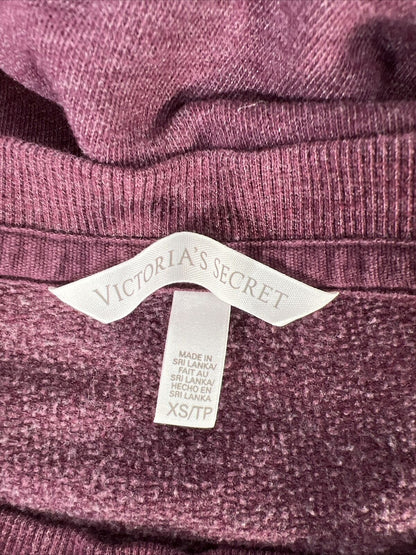 VICTORIA'S SECRET
MADE IN
SRI LANKA/
FAIT AU
SRI LANKA/
HECHO EN
SRI LANKA
XS/TP